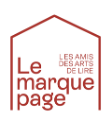 LES AMIS
DES ARTS
DE LIRE
Le
marque
page